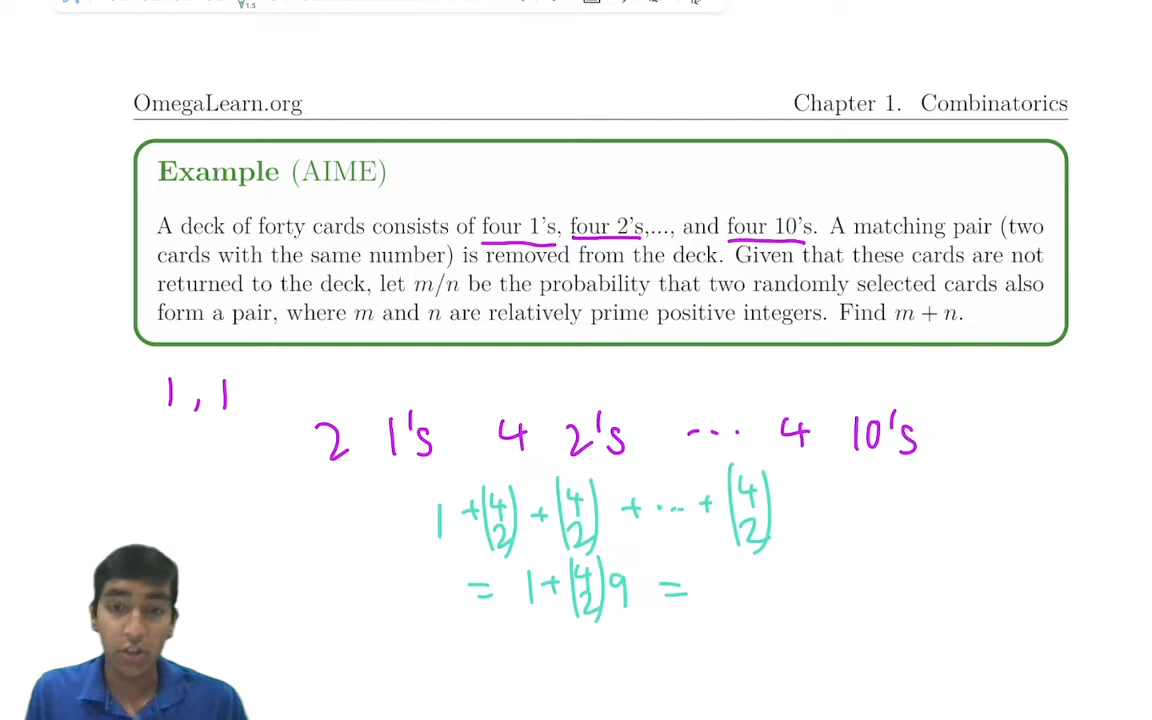 OmegaLearn.org Chapter 1. Combinatorics
Example (AIME)
A deck of forty cards consists of four 1's, four 2's,..., and four 10's. A matching pair (two
cards with the same number) is removed from the deck. Given that these cards are not
returned to the deck, let m/n be the probability that two randomly selected cards also
form a pair, where m and n are relatively prime positive integers. Find m + n.
1, 1
2 1's 4 2's ... 4 10's
1 + (4 2) + (4 2) + ... + (4 2)
= 1 + (4 2) 9 =